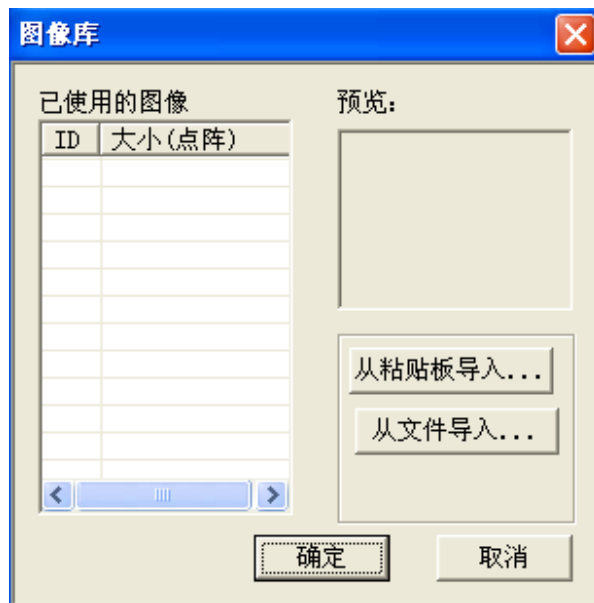 图像库
已使用的图像
ID 大小(点阵)
预览:
从粘贴板导入...
从文件导入...
确定 取消